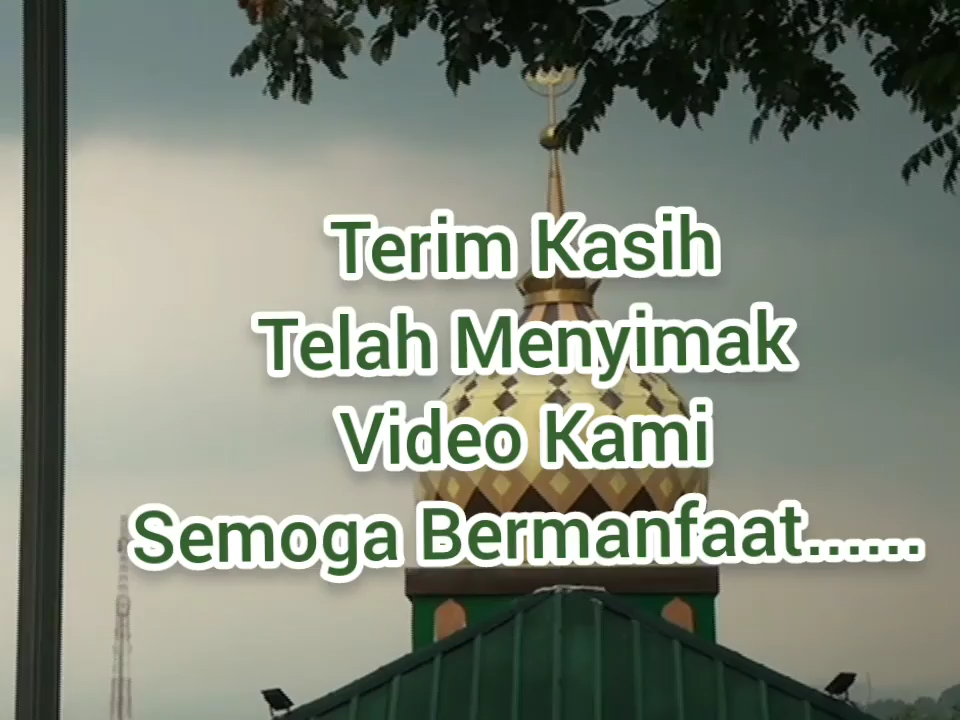 Terim Kasih
Telah Menyimak
Video Kami
Semoga Bermanfaat......